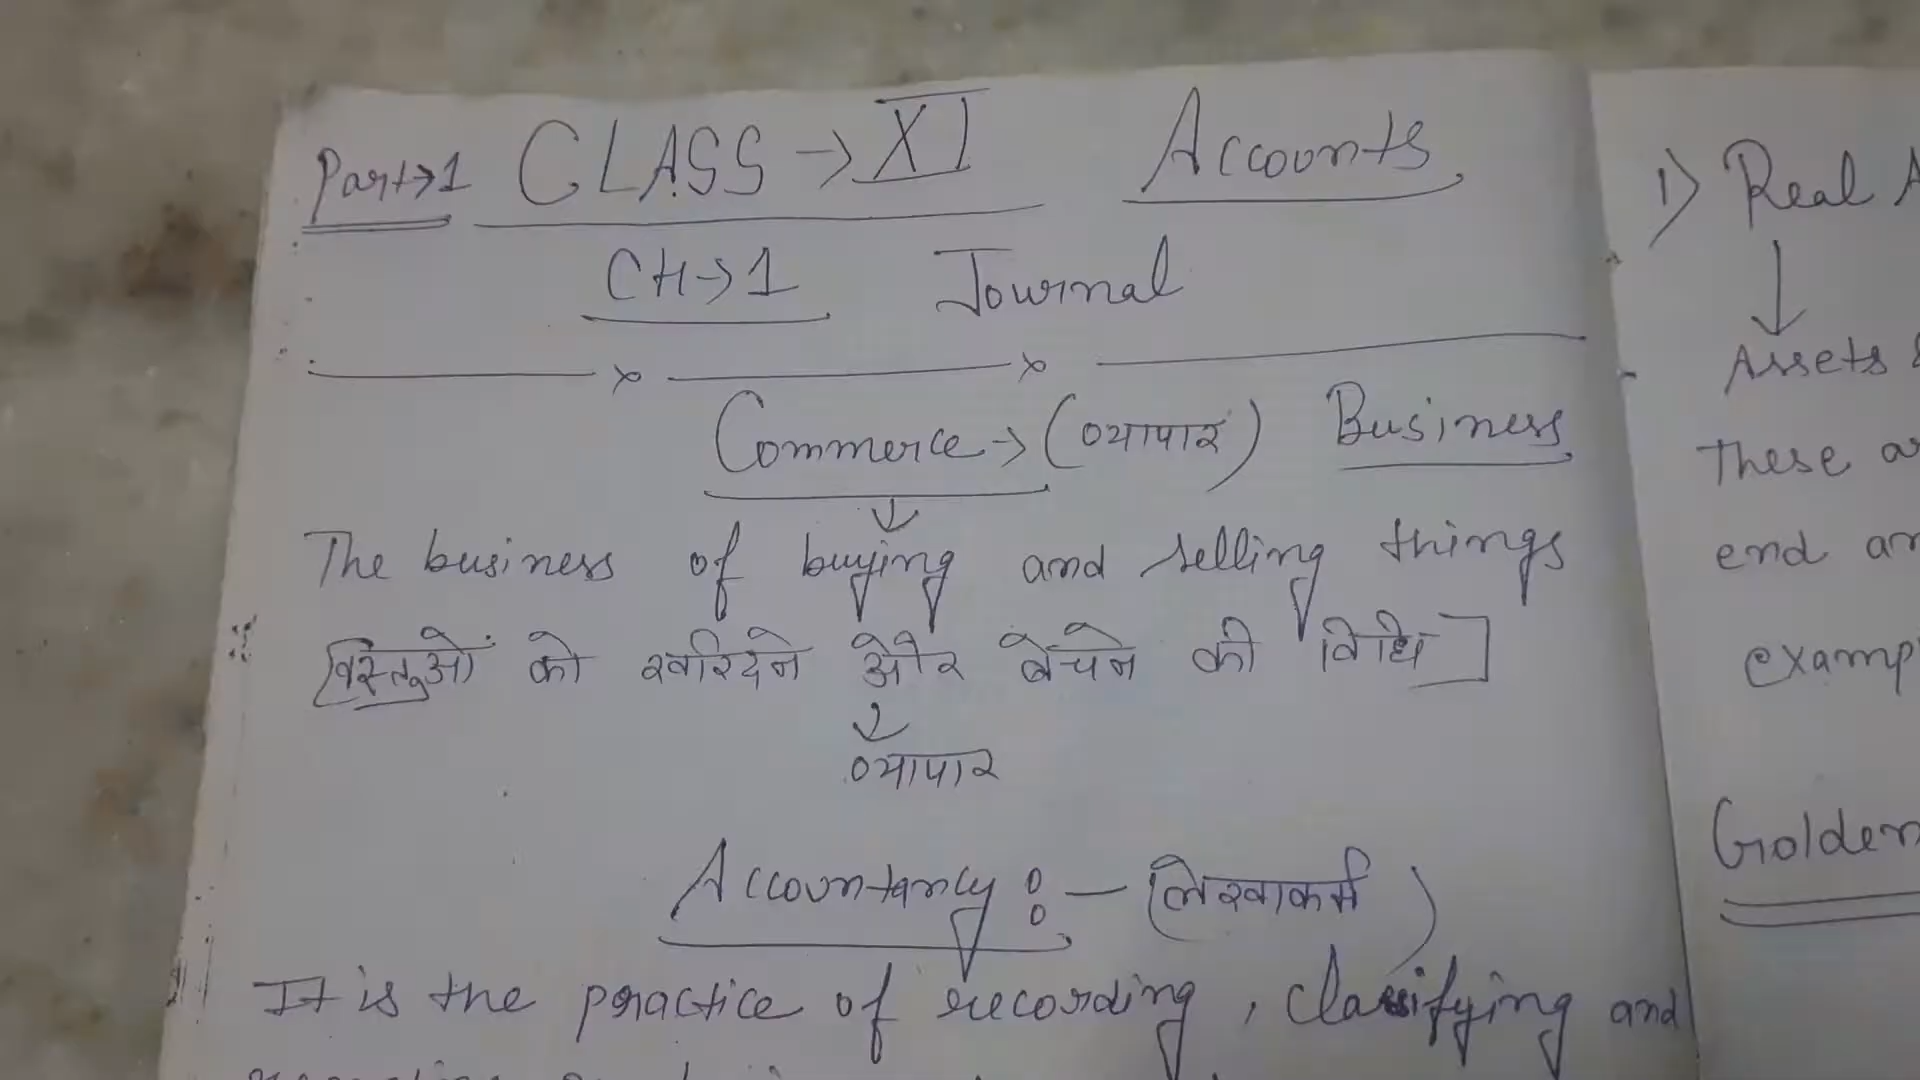 Part→1 CLASS → XI Accounts
CH→1 Journal
Commerce → (व्यापार) Business
↓
The business of buying and selling things
[वस्तुओं को खरिदने और बेचने की विधि]
↓
व्यापार
Accountancy :- (लेखाकर्म)
It is the practice of recording, classifying and
1) Real A
↓
Assets
These ar
end an
examp
Golden